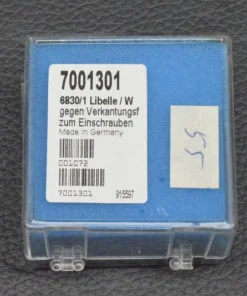 7001301
6830/1 Libelle / W
gegen Verkantungsf
zum Einschrauben
Made in Germany
001072
7001301 915597
55